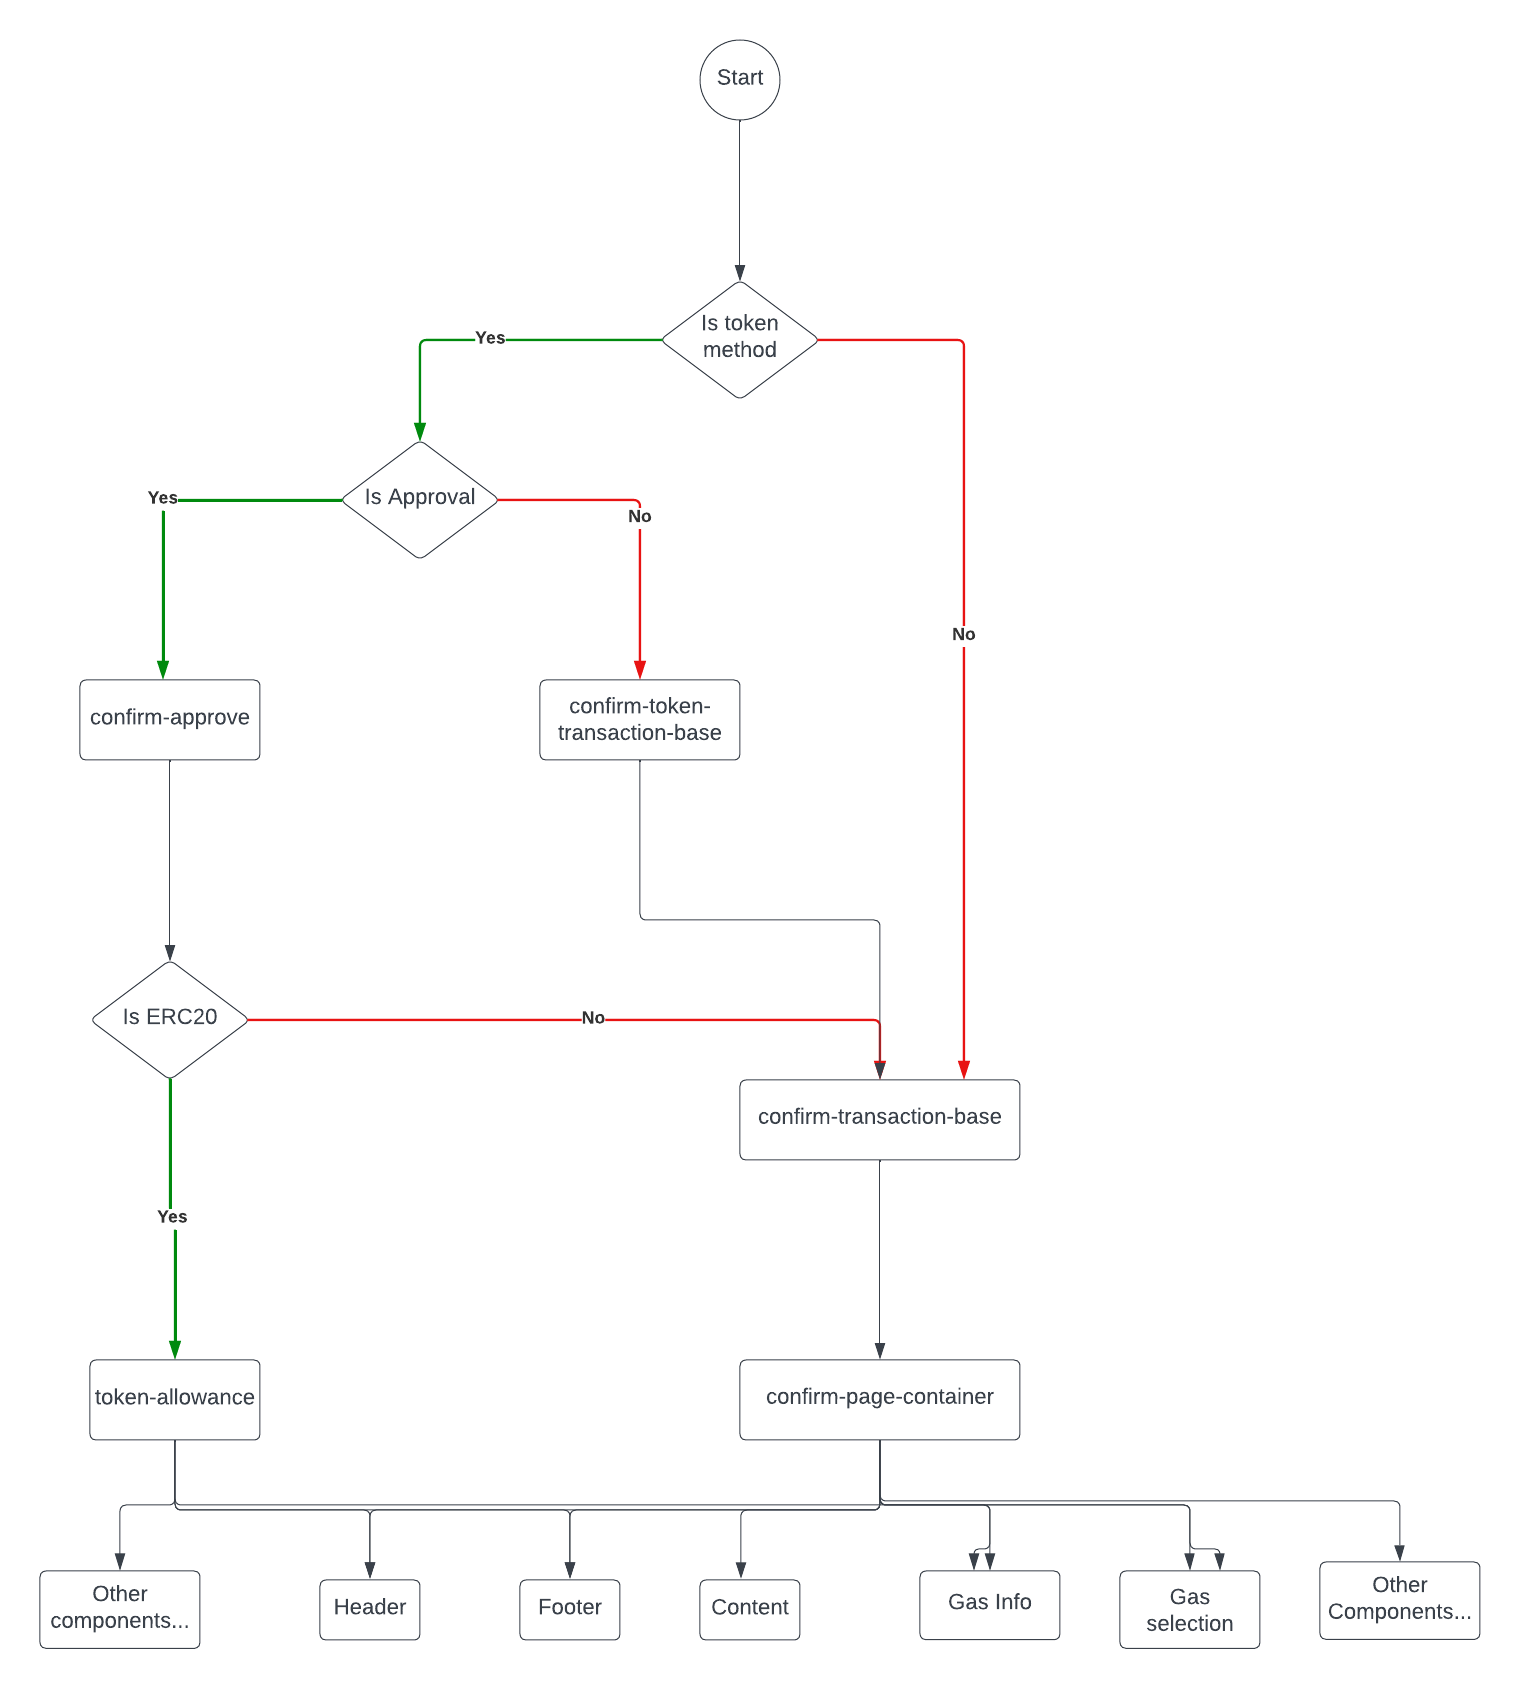 Start
Is token
method
Yes
Is Approval
Yes
No
No
confirm-approve
confirm-token-
transaction-base
Is ERC20
No
confirm-transaction-base
Yes
token-allowance
confirm-page-container
Other
components...
Header
Footer
Content
Gas Info
Gas
selection
Other
Components...